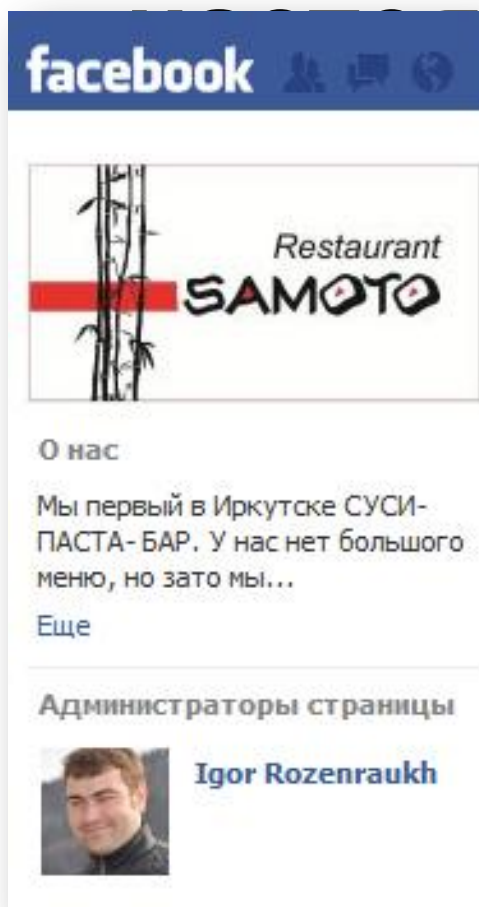 facebook
Restaurant
SAMOTO
О нас
Мы первый в Иркутске СУСИ-
ПАСТА- БАР. У нас нет большого
меню, но зато мы...
Еще
Администраторы страницы
Igor Rozenraukh